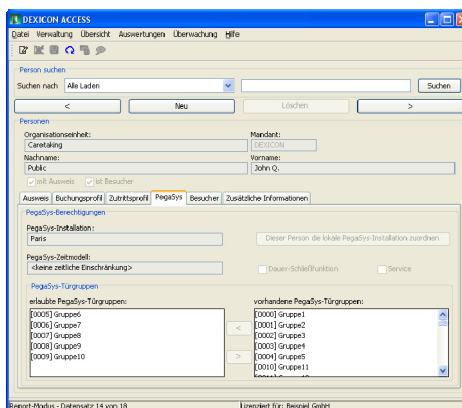 DEXICON ACCESS
Datei Verwaltung Übersicht Auswertungen Überwachung Hilfe
Person suchen
Suchen nach Alle Laden Suchen
< Neu Löschen >
Personen
Organisationseinheit: Mandant:
Caretaking DEXICON
Nachname: Vorname:
Public John Q.
mit Ausweis ist Besucher
Ausweis Buchungsprofil Zutrittsprofil PegaSys Besucher Zusätzliche Informationen
PegaSys-Berechtigungen
PegaSys-Installation:
Paris Dieser Person die lokale PegaSys-Installation zuordnen
PegaSys-Zeitmodell:
<keine zeitliche Einschränkung> Dauer-Schließfunktion Service
PegaSys-Türgruppen
erlaubte PegaSys-Türgruppen: vorhandene PegaSys-Türgruppen:
[0005] Gruppe6 [0000] Gruppe1
[0006] Gruppe7 [0001] Gruppe2
[0007] Gruppe8 < [0002] Gruppe3
[0008] Gruppe9 [0003] Gruppe4
[0009] Gruppe10 [0004] Gruppe5
> [0010] Gruppe11
Report-Modus - Datensatz 14 von 18 Lizenziert für: Beispiel GmbH